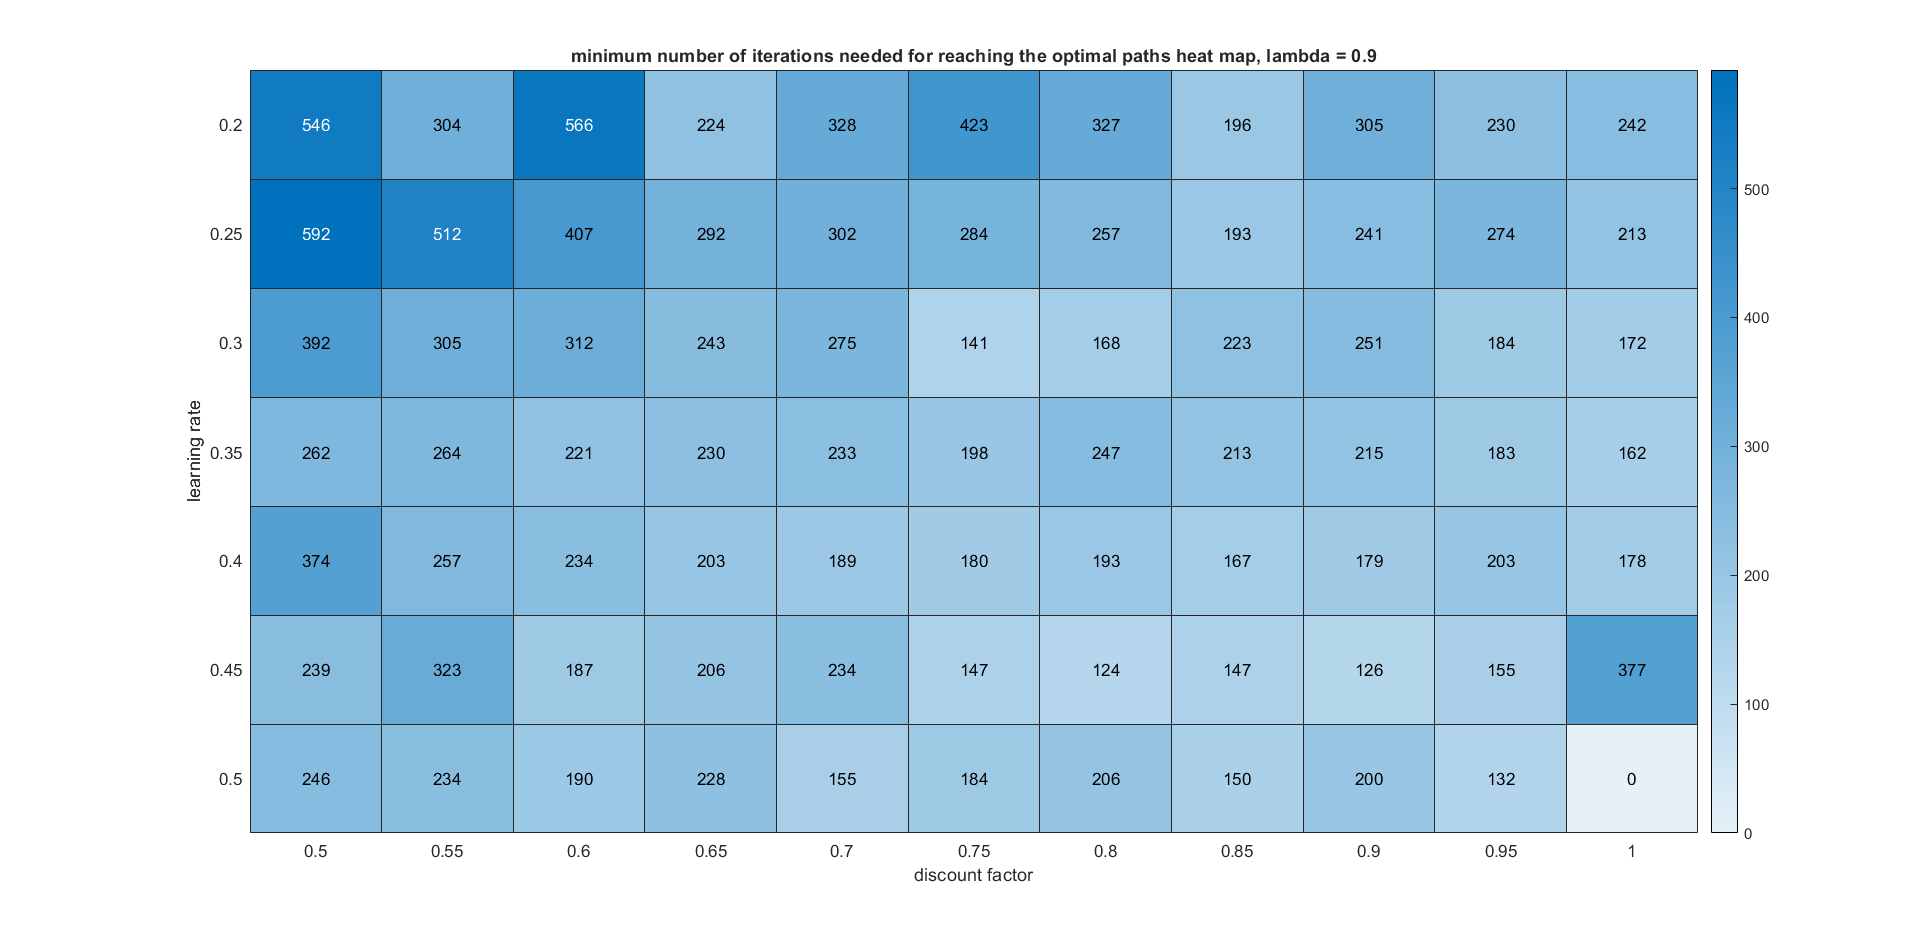 minimum number of iterations needed for reaching the optimal paths heat map, lambda = 0.9
0.2 546 304 566 224 328 423 327 196 305 230 242
0.25 592 512 407 292 302 284 257 193 241 274 213
0.3 392 305 312 243 275 141 168 223 251 184 172
0.35 262 264 221 230 233 198 247 213 215 183 162
0.4 374 257 234 203 189 180 193 167 179 203 178
0.45 239 323 187 206 234 147 124 147 126 155 377
0.5 246 234 190 228 155 184 206 150 200 132 0
learning rate
0.5 0.55 0.6 0.65 0.7 0.75 0.8 0.85 0.9 0.95 1
discount factor
500
400
300
200
100
0